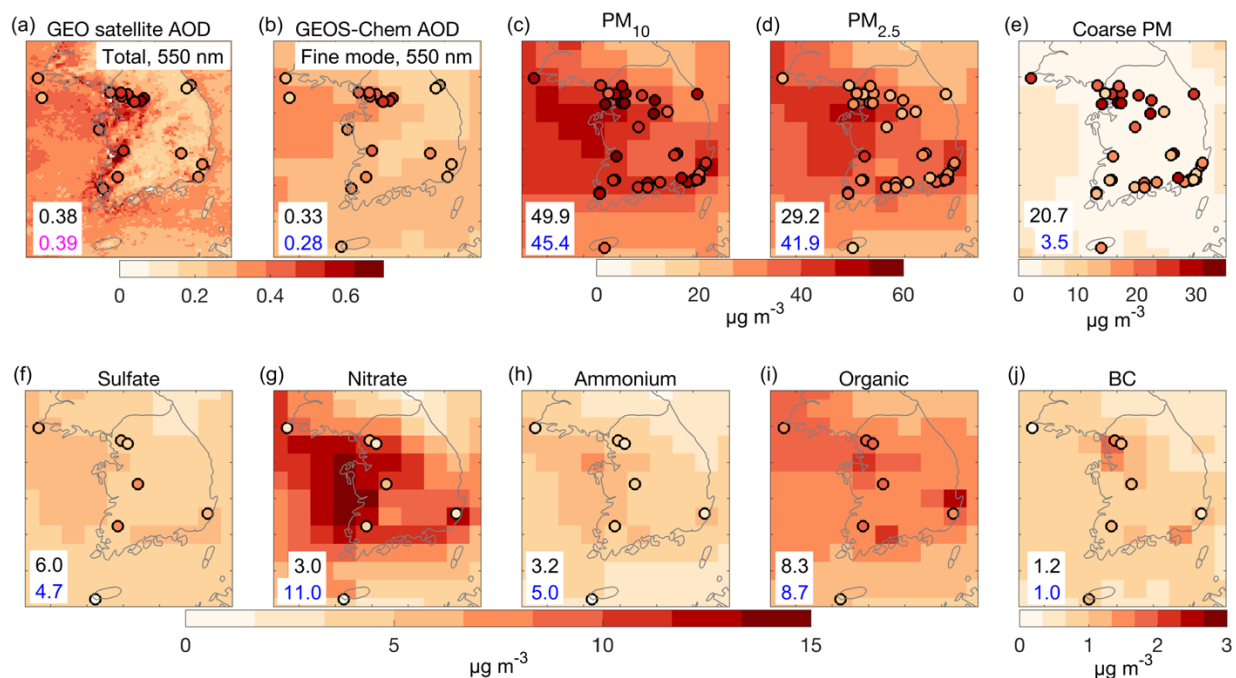 (a) GEO satellite AOD
Total, 550 nm
0.38
0.39
(b) GEOS-Chem AOD
Fine mode, 550 nm
0.33
0.28
0 0.2 0.4 0.6
(c) PM10
49.9
45.4
(d) PM2.5
29.2
41.9
0 20 40 60
µg m-3
(e) Coarse PM
20.7
3.5
0 10 20 30
µg m-3
(f) Sulfate
6.0
4.7
(g) Nitrate
3.0
11.0
(h) Ammonium
3.2
5.0
(i) Organic
8.3
8.7
0 5 10 15
µg m-3
(j) BC
1.2
1.0
0 1 2 3
µg m-3